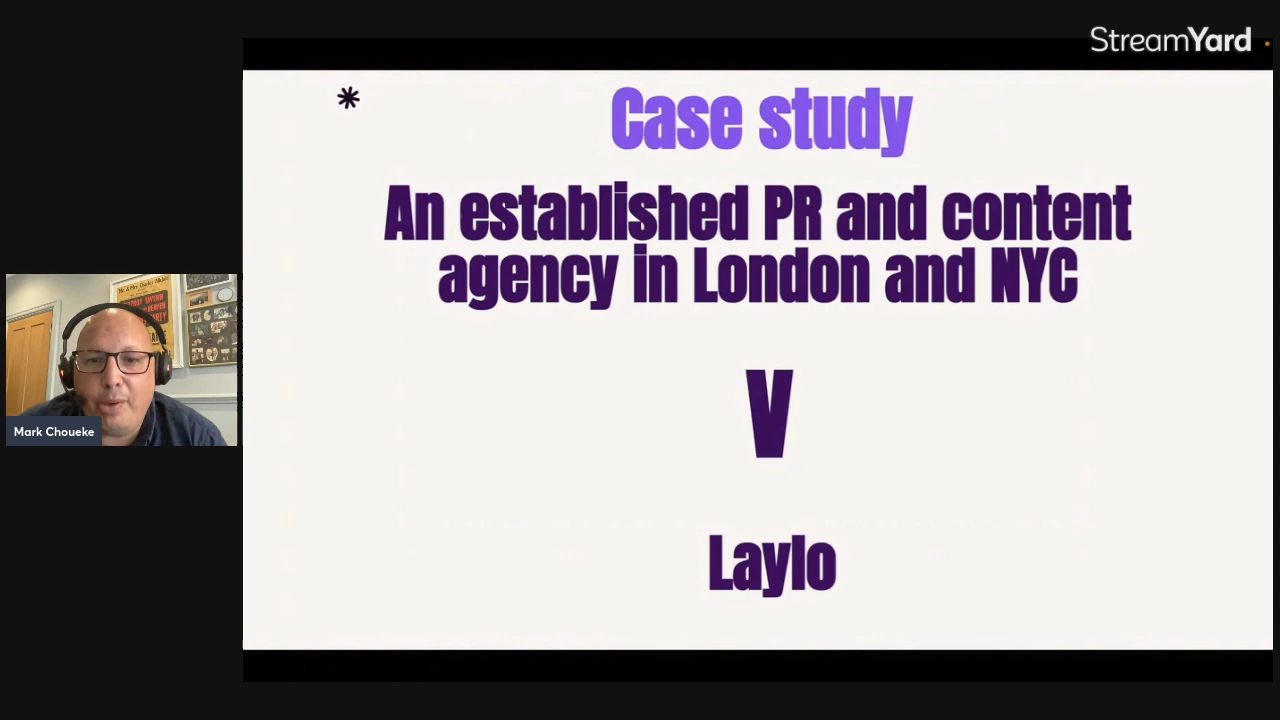 StreamYard
Case study
An established PR and content
agency in London and NYC
V
Laylo
Mark Choueke